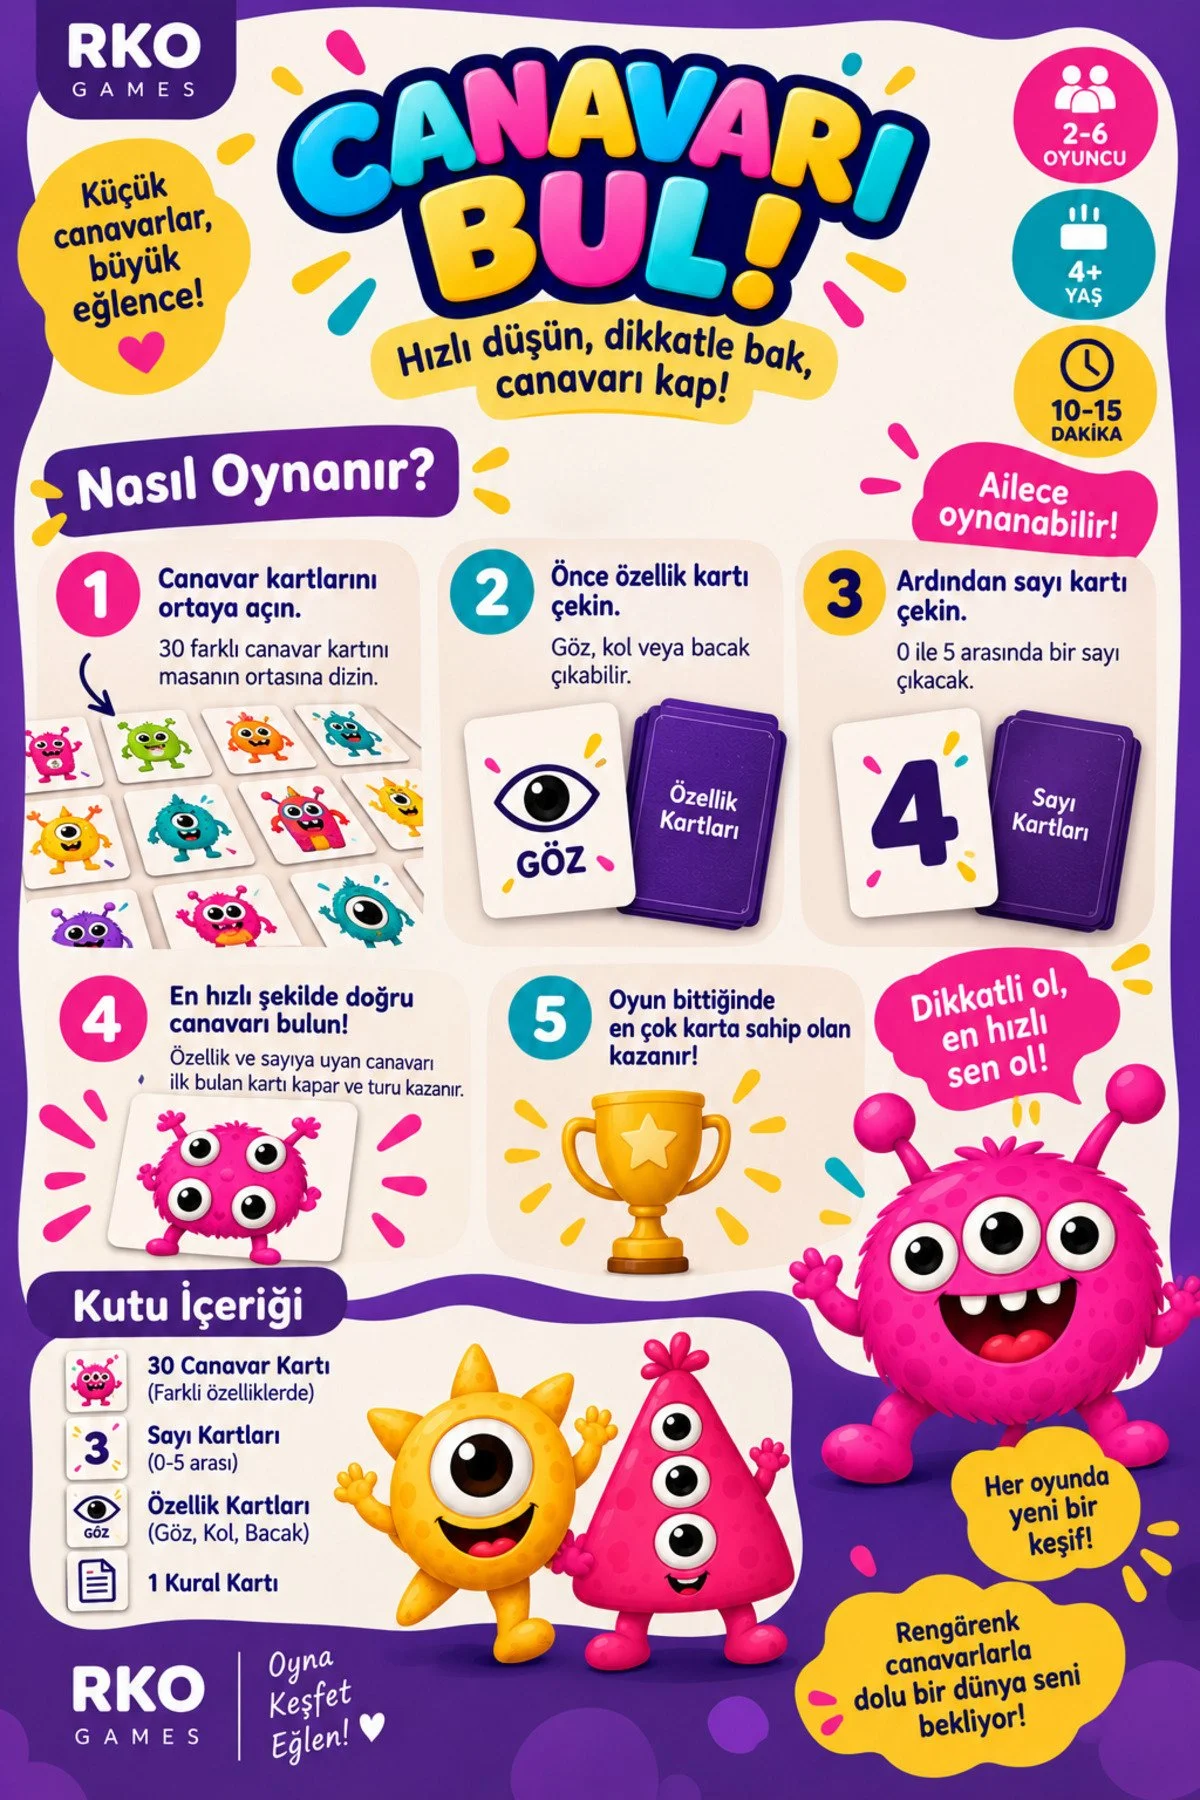 RKO
GAMES
CANAVARI
BUL!
Küçük
canavarlar,
büyük
eğlence!
2-6
OYUNCU
4+
YAŞ
10-15
DAKİKA
Hızlı düşün, dikkatle bak,
canavarı kap!
Nasıl Oynanır?
Ailece
oynanabilir!
1
Canavar kartlarını
ortaya açın.
30 farklı canavar kartını
masanın ortasına dizin.
2
Önce özellik kartı
çekin.
Göz, kol veya bacak
çıkabilir.
GÖZ
Özellik
Kartları
3
Ardından sayı kartı
çekin.
0 ile 5 arasında bir sayı
çıkacak.
4
Sayı
Kartları
4
En hızlı şekilde doğru
canavarı bulun!
Özellik ve sayıya uyan canavarı
ilk bulan kartı kapar ve turu kazanır.
5
Oyun bittiğinde
en çok karta sahip olan
kazanır!
Dikkatli ol,
en hızlı
sen ol!
Kutu İçeriği
30 Canavar Kartı
(Farkli özelliklerde)
3
Sayı Kartları
(0-5 arası)
GÖZ
Özellik Kartları
(Göz, Kol, Bacak)
1 Kural Kartı
Her oyunda
yeni bir
keşif!
Rengârenk
canavarlarla
dolu bir dünya seni
bekliyor!
RKO
GAMES
Oyna
Keşfet
Eğlen!